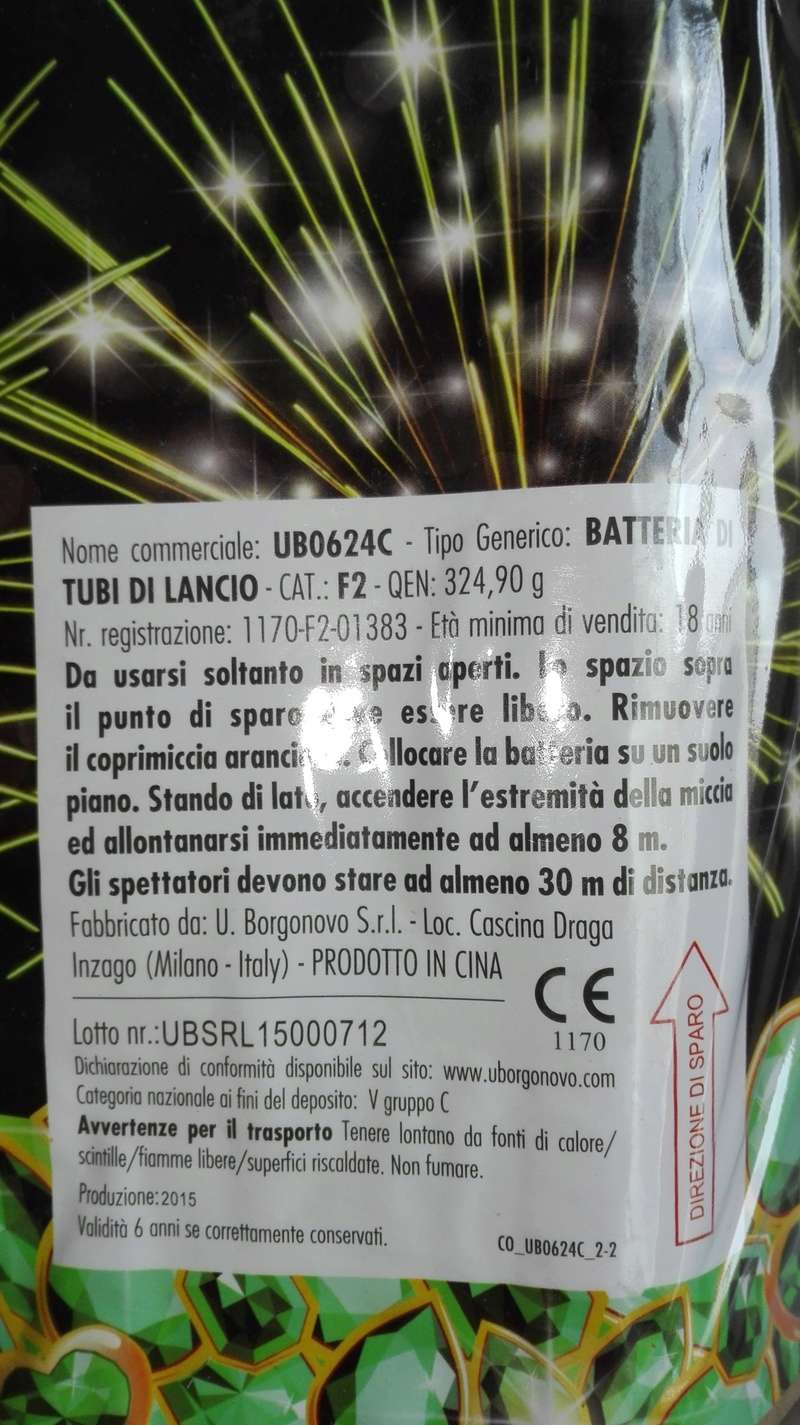 Nome commerciale: UB0624C - Tipo Generico: BATTERIA DI
TUBI DI LANCIO - CAT.: F2 - QEN: 324,90 g
Nr. registrazione: 1170-F2-01383 - Età minima di vendita: 18 anni
Da usarsi soltanto in spazi aperti. Lo spazio sopra
il punto di sparo deve essere libero. Rimuovere
il coprimiccia Collocare la batteria su un suolo
piano. Stando di lato, accendere l'estremità della miccia
ed allontanarsi immediatamente ad almeno 8 m.
Gli spettatori devono stare ad almeno 30 m di distanza.
Fabbricato da: U. Borgonovo S.r.l. - Loc. Cascina Draga
Inzago (Milano - Italy) - PRODOTTO IN CINA
CE
1170
Lotto nr.:UBSRL15000712
Dichiarazione di conformità disponibile sul sito: www.uborgonovo.com
Categoria nazionale ai fini del deposito: V gruppo C
Avvertenze per il trasporto Tenere lontano da fonti di calore/
scintille/fiamme libere/superfici riscaldate. Non fumare.
Produzione:2015
Validità 6 anni se correttamente conservati.
CO_UB0624C_2-2
DIREZIONE DI SPARO